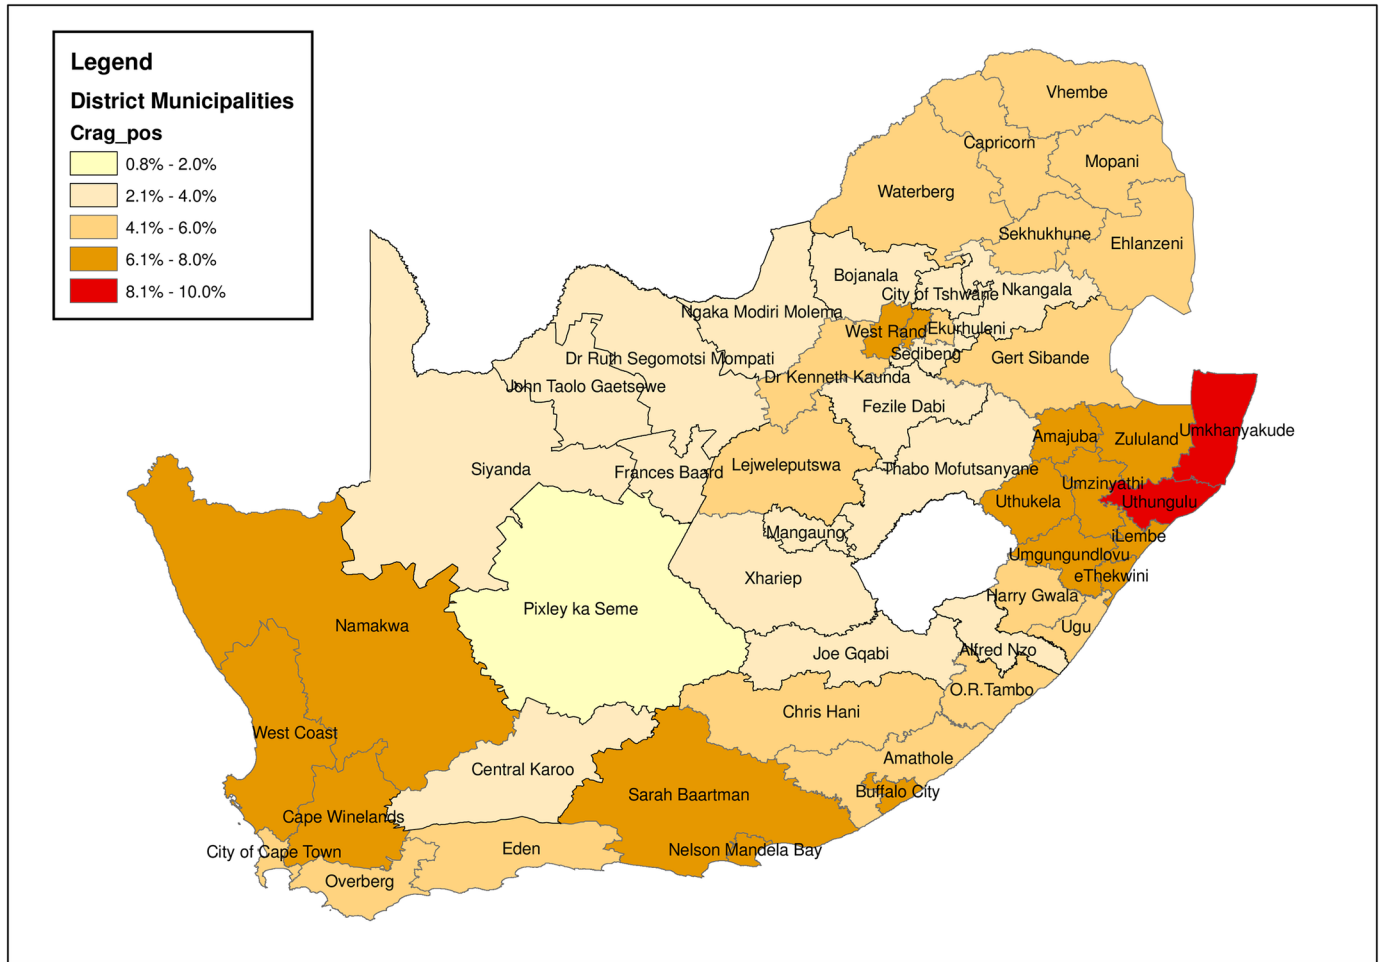 Legend
District Municipalities
Crag_pos
0.8% - 2.0%
2.1% - 4.0%
4.1% - 6.0%
6.1% - 8.0%
8.1% - 10.0%
Vhembe
Capricorn
Mopani
Waterberg
Sekhukhune
Ehlanzeni
Bojanala
City of Tshwane
Nkangala
Ngaka Modiri Molema
West Rand
Ekurhuleni
Sedibeng
Gert Sibande
Dr Ruth Segomotsi Mompati
Dr Kenneth Kaunda
John Taolo Gaetsewe
Fezile Dabi
Umkhanyakude
Amajuba
Zululand
Siyanda
Frances Baard
Lejweleputswa
Thabo Mofutsanyane
Umzinyathi
Uthukela
Uthungulu
Mangaung
iLembe
Umgungundlovu
Xhariep
eThekwini
Harry Gwala
Pixley ka Seme
Namakwa
Ugu
Joe Gqabi
Alfred Nzo
O.R.Tambo
Chris Hani
West Coast
Central Karoo
Amathole
Sarah Baartman
Buffalo City
Cape Winelands
City of Cape Town
Eden
Nelson Mandela Bay
Overberg